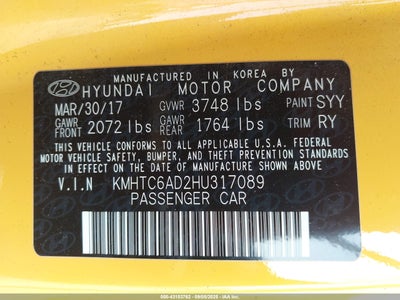 MANUFACTURED IN KOREA BY
HYUNDAI MOTOR COMPANY
MAR/30/17 GVWR 3748 lbs PAINT SYY
GAWR FRONT 2072 lbs GAWR REAR 1764 lbs TRIM RY
THIS VEHICLE CONFORMS TO ALL APPLICABLE U.S.A. FEDERAL
MOTOR VEHICLE SAFETY, BUMPER, AND THEFT PREVENTION
STANDARDS IN EFFECT ON THE DATE OF MANUFACTURE SHOWN ABOVE.
V.I.N KMHTC6AD2HU317089
PASSENGER CAR